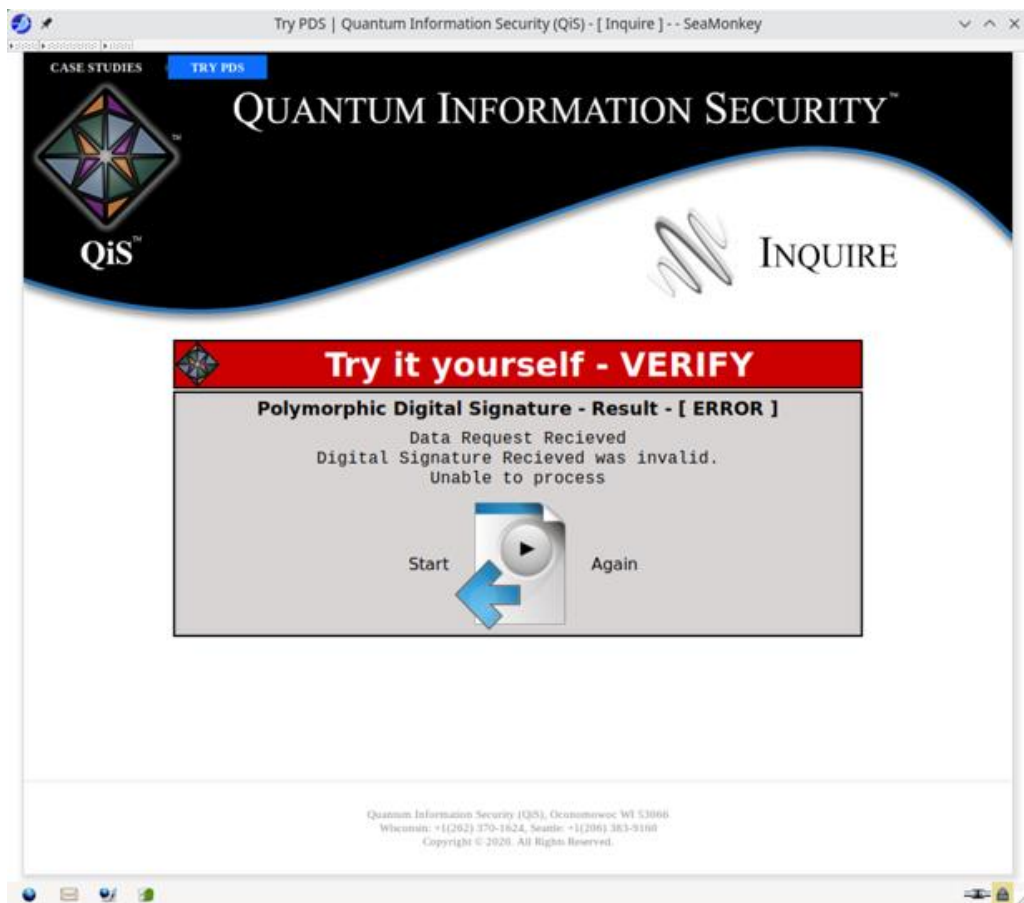 Try PDS | Quantum Information Security (QiS) - [ Inquire ] - - SeaMonkey
CASE STUDIES TRY PDS
QUANTUM INFORMATION SECURITY™
TM
QiS™
INQUIRE
Try it yourself - VERIFY
Polymorphic Digital Signature - Result - [ ERROR ]
Data Request Recieved
Digital Signature Recieved was invalid.
Unable to process
Start Again
Quantum Information Security (QiS), Oconomowoc WI 53066
Wisconsin: +1(262) 370-1624, Seattle: +1(206) 383-9160
Copyright © 2020. All Rights Reserved.